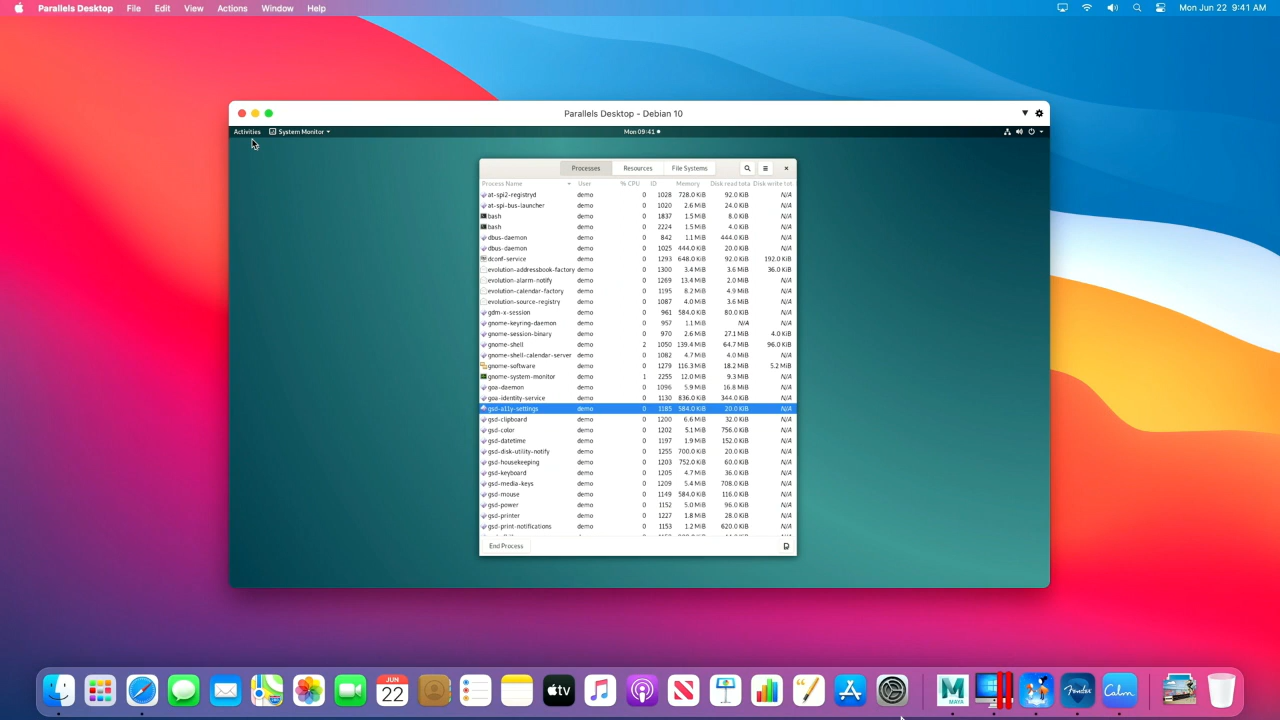 Parallels Desktop File Edit View Actions Window Help Mon Jun 22 9:41 AM
Parallels Desktop - Debian 10
Activities System Monitor Mon 09:41
Processes Resources File Systems
Process Name User % CPU ID Memory Disk read tota Disk write tot
at-spi2-registryd demo 0 1028 728.0 KiB 92.0 KiB N/A
at-spi-bus-launcher demo 0 1020 2.6 MiB 24.0 KiB N/A
bash demo 0 1837 1.5 MiB 8.0 KiB N/A
bash demo 0 2224 1.5 MiB 4.0 KiB N/A
dbus-daemon demo 0 842 1.1 MiB 444.0 KiB N/A
dbus-daemon demo 0 1025 444.0 KiB 20.0 KiB N/A
dconf-service demo 0 1293 648.0 KiB 92.0 KiB 192.0 KiB
evolution-addressbook-factory demo 0 1300 3.4 MiB 3.6 MiB 36.0 KiB
evolution-alarm-notify demo 0 1269 13.4 MiB 2.0 MiB N/A
evolution-calendar-factory demo 0 1195 8.2 MiB 4.9 MiB N/A
evolution-source-registry demo 0 1087 4.0 MiB 3.6 MiB N/A
gdm-x-session demo 0 961 584.0 KiB 80.0 KiB N/A
gnome-keyring-daemon demo 0 957 1.1 MiB N/A N/A
gnome-session-binary demo 0 970 2.6 MiB 27.1 MiB 4.0 KiB
gnome-shell demo 2 1050 139.4 MiB 64.7 MiB 96.0 KiB
gnome-shell-calendar-server demo 0 1082 4.7 MiB 4.0 MiB N/A
gnome-software demo 0 1279 116.3 MiB 18.2 MiB 5.2 MiB
gnome-system-monitor demo 1 2255 12.0 MiB 9.3 MiB N/A
goa-daemon demo 0 1096 5.9 MiB 16.8 MiB N/A
goa-identity-service demo 0 1130 836.0 KiB 344.0 KiB N/A
gsd-a11y-settings demo 0 1185 584.0 KiB 20.0 KiB N/A
gsd-clipboard demo 0 1200 6.6 MiB 32.0 KiB N/A
gsd-color demo 0 1202 5.1 MiB 756.0 KiB N/A
gsd-datetime demo 0 1197 1.9 MiB 152.0 KiB N/A
gsd-disk-utility-notify demo 0 1255 700.0 KiB 20.0 KiB N/A
gsd-housekeeping demo 0 1203 752.0 KiB 60.0 KiB N/A
gsd-keyboard demo 0 1205 4.7 MiB 36.0 KiB N/A
gsd-media-keys demo 0 1209 5.4 MiB 708.0 KiB N/A
gsd-mouse demo 0 1149 584.0 KiB 116.0 KiB N/A
gsd-power demo 0 1152 5.0 MiB 96.0 KiB N/A
gsd-printer demo 0 1227 1.8 MiB 28.0 KiB N/A
gsd-print-notifications demo 0 1153 1.2 MiB 620.0 KiB N/A
End Process
JUN
22
tv
MAYA
Fender
Calm